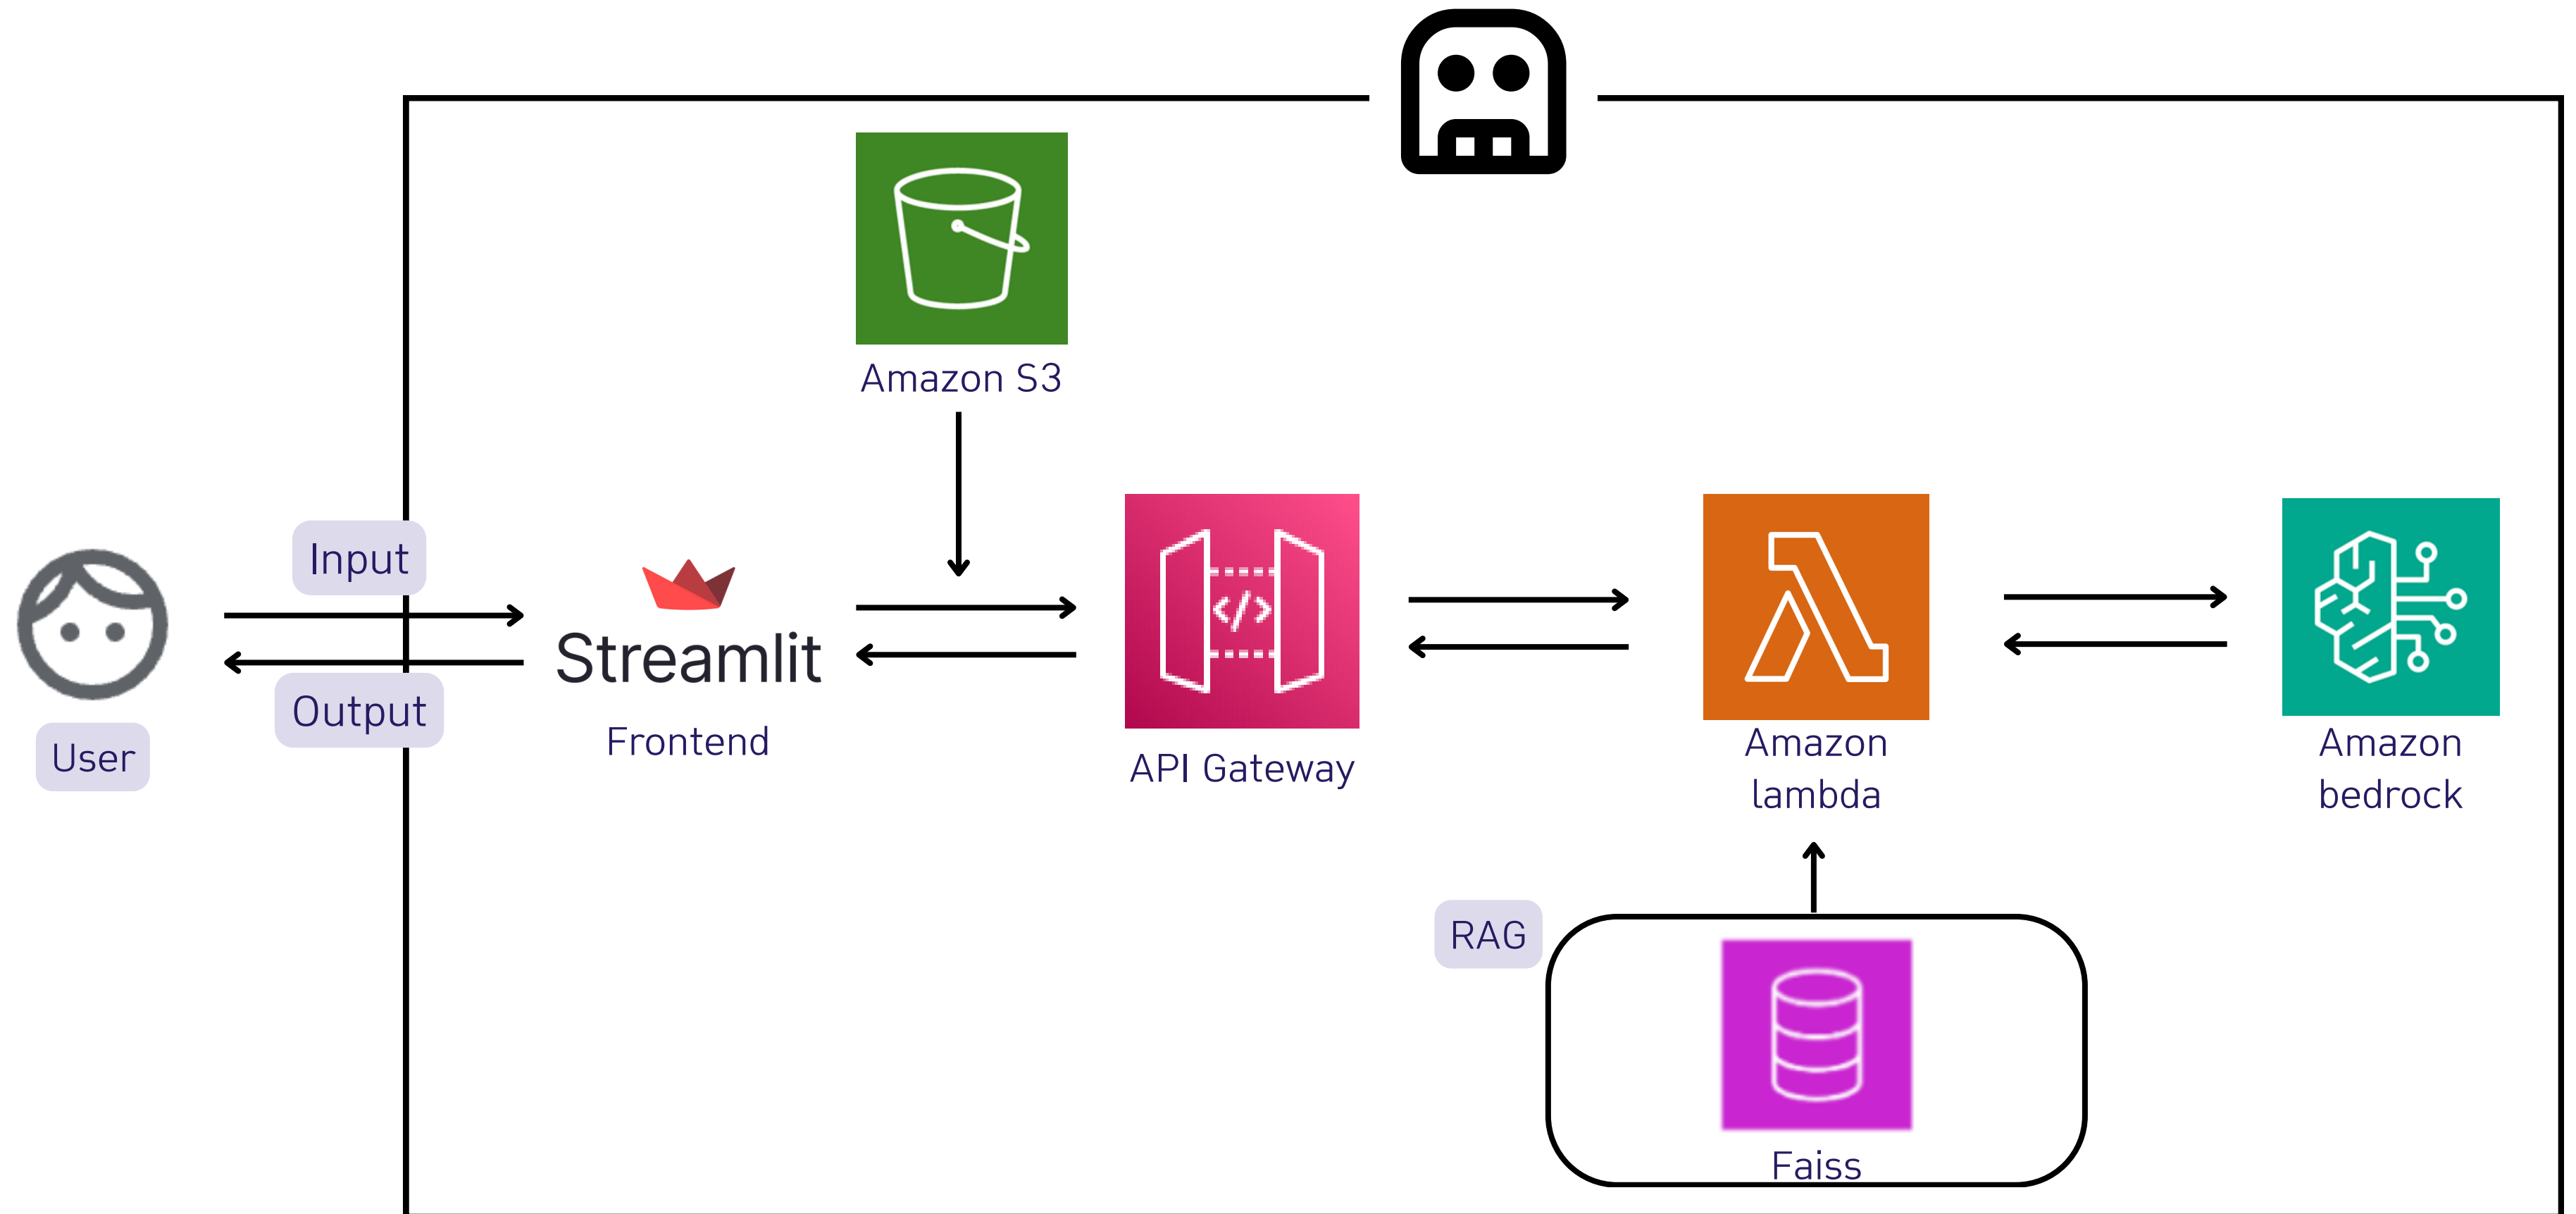 Amazon S3
Input
Output
User
Streamlit
Frontend
</>
API Gateway
Amazon
lambda
Amazon
bedrock
RAG
Faiss